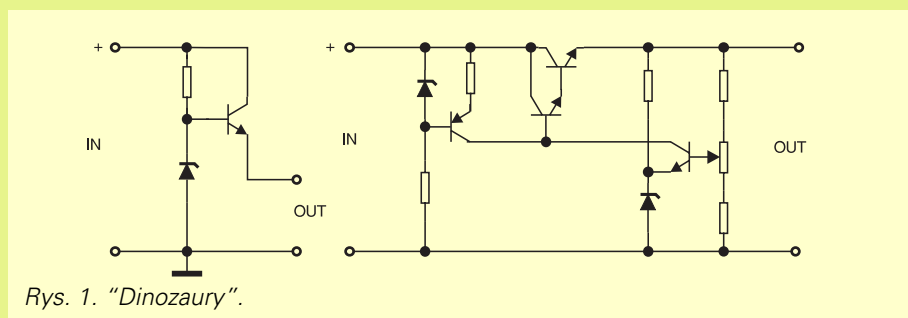 +
IN
OUT
+
IN
OUT
Rys. 1. “Dinozaury”.